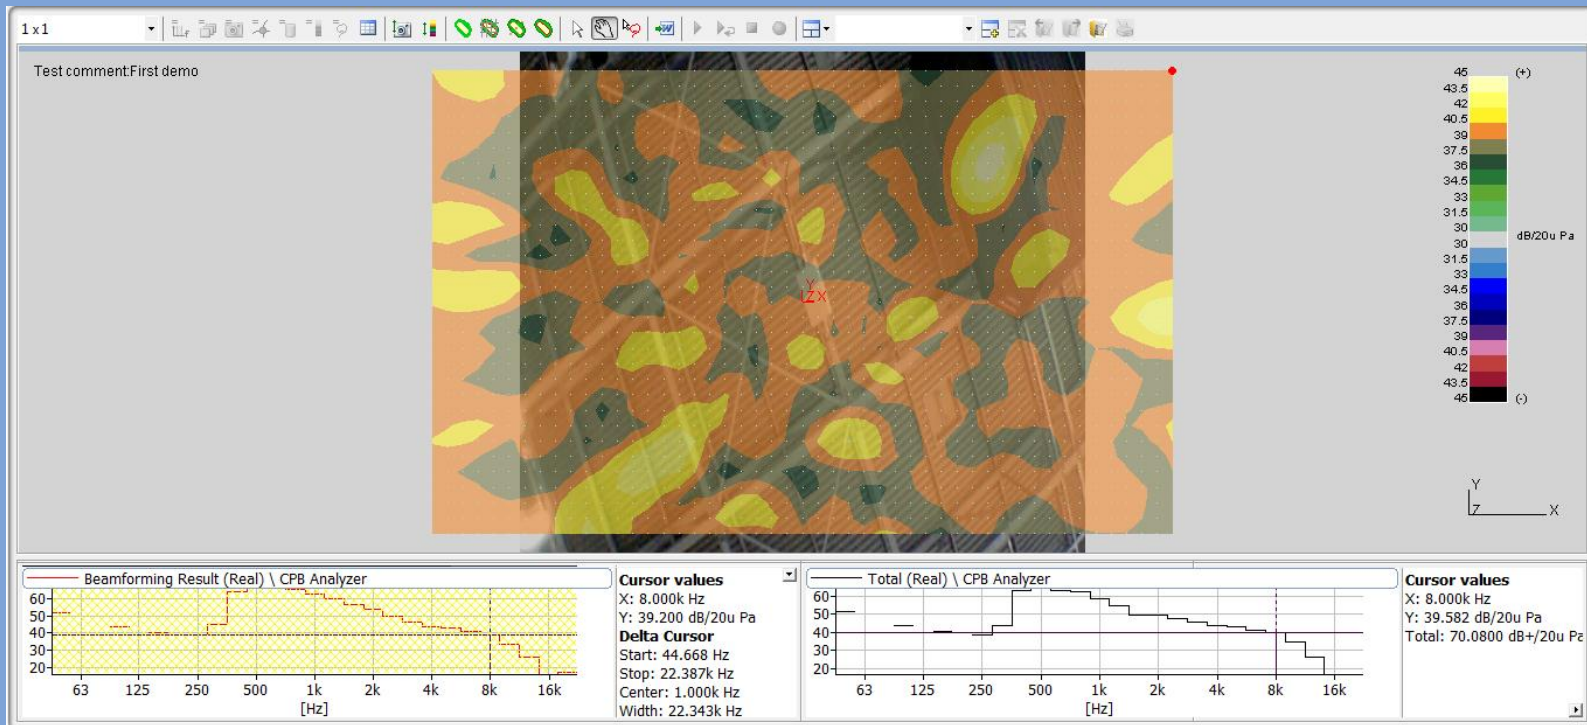 1 x1
Test comment:First demo
45 (+)
43.5
42
40.5
39
37.5
36
34.5
33
31.5
30
30
dB/20u Pa
31.5
33
34.5
36
37.5
39
40.5
42
43.5
45 (-)
Y
Z X
Y
Z X
Beamforming Result (Real) \ CPB Analyzer
60
50
40
30
20
63 125 250 500 1k 2k 4k 8k 16k
[Hz]
Cursor values
X: 8.000k Hz
Y: 39.200 dB/20u Pa
Delta Cursor
Start: 44.668 Hz
Stop: 22.387k Hz
Center: 1.000k Hz
Width: 22.343k Hz
Total (Real) \ CPB Analyzer
60
50
40
30
20
63 125 250 500 1k 2k 4k 8k 16k
[Hz]
Cursor values
X: 8.000k Hz
Y: 39.582 dB/20u Pa
Total: 70.0800 dB+/20u Pa